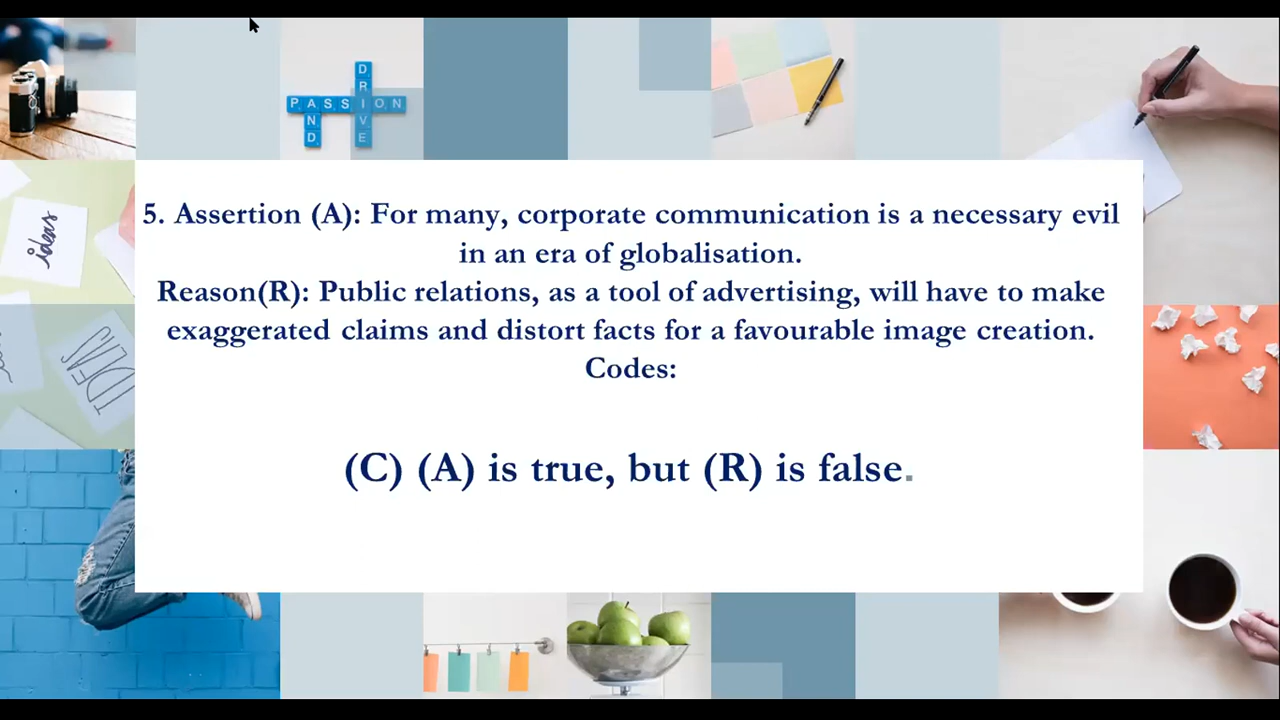 DRIVE
PASSION
AND
ideas
IDEAS
5. Assertion (A): For many, corporate communication is a necessary evil
in an era of globalisation.
Reason(R): Public relations, as a tool of advertising, will have to make
exaggerated claims and distort facts for a favourable image creation.
Codes:
(C) (A) is true, but (R) is false.